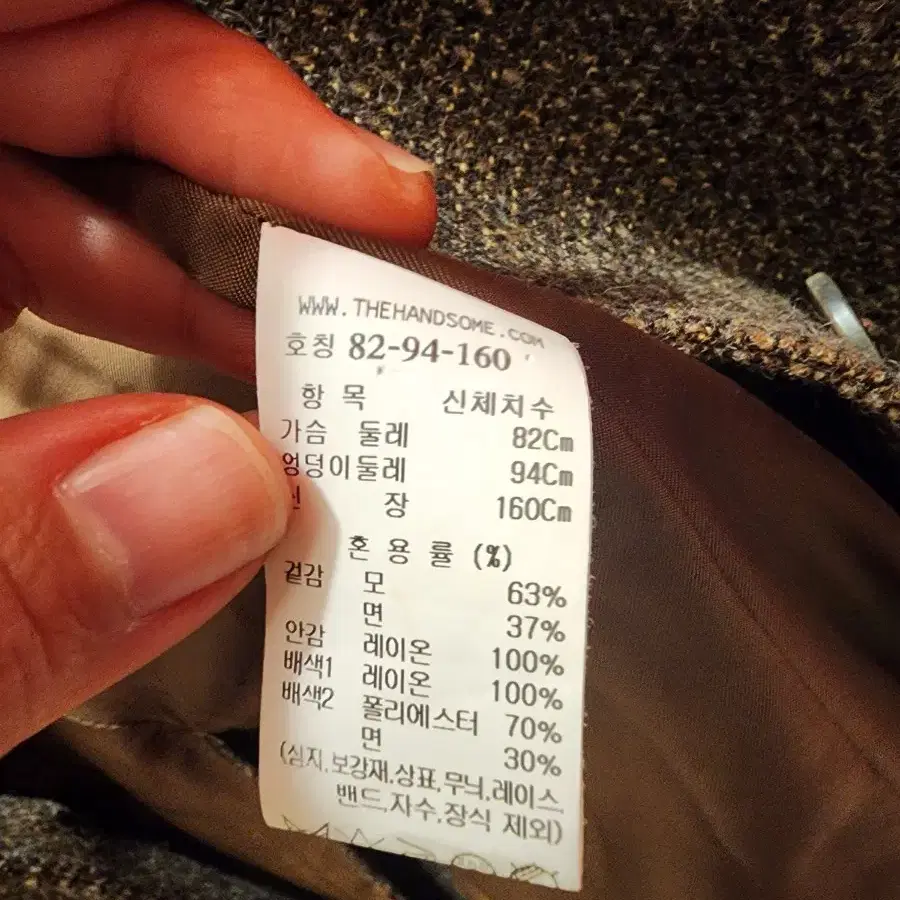 WWW.THEHANDSOME.COM
호칭 82-94-160
항 목 신체치수
가슴 둘레 82Cm
엉덩이둘레 94Cm
신 장 160Cm
혼 용 률 (%)
겉감 모 63%
면 37%
안감 레이온 100%
배색1 레이온 100%
배색2 폴리에스터 70%
면 30%
(심지,보강재,상표,무늬,레이스,
밴드,자수,장식 제외)